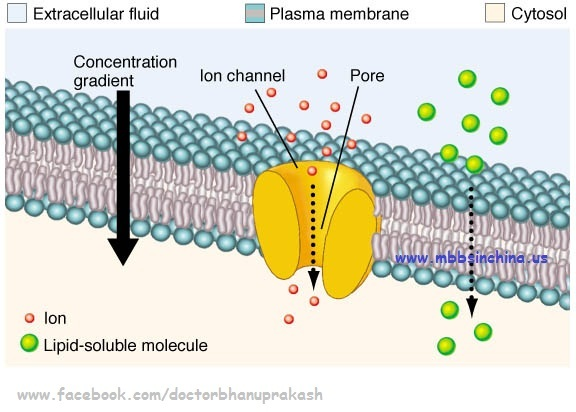 Extracellular fluid
Plasma membrane
Cytosol
Concentration
gradient
Ion channel
Pore
www.mbbsinchina.us
Ion
Lipid-soluble molecule
www.facebook.com/doctorbhanuprakash